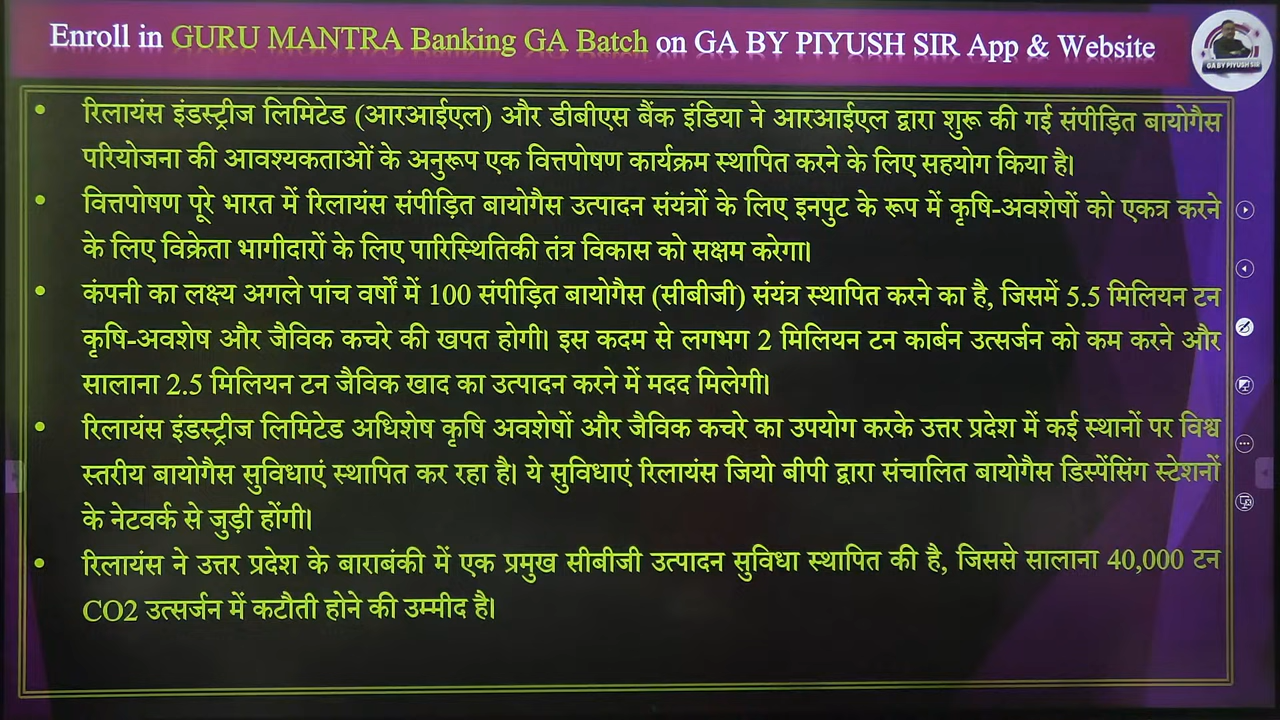 Enroll in GURU MANTRA Banking GA Batch on GA BY PIYUSH SIR App & Website
GA BY PIYUSH SIR
• रिलायंस इंडस्ट्रीज लिमिटेड (आरआईएल) और डीबीएस बैंक इंडिया ने आरआईएल द्वारा शुरू की गई संपीड़ित बायोगैस
परियोजना की आवश्यकताओं के अनुरूप एक वित्तपोषण कार्यक्रम स्थापित करने के लिए सहयोग किया है।
• वित्तपोषण पूरे भारत में रिलायंस संपीड़ित बायोगैस उत्पादन संयंत्रों के लिए इनपुट के रूप में कृषि-अवशेषों को एकत्र करने
के लिए विक्रेता भागीदारों के लिए पारिस्थितिकी तंत्र विकास को सक्षम करेगा।
• कंपनी का लक्ष्य अगले पांच वर्षों में 100 संपीड़ित बायोगैस (सीबीजी) संयंत्र स्थापित करने का है, जिसमें 5.5 मिलियन टन
कृषि-अवशेष और जैविक कचरे की खपत होगी। इस कदम से लगभग 2 मिलियन टन कार्बन उत्सर्जन को कम करने और
सालाना 2.5 मिलियन टन जैविक खाद का उत्पादन करने में मदद मिलेगी।
• रिलायंस इंडस्ट्रीज लिमिटेड अधिशेष कृषि अवशेषों और जैविक कचरे का उपयोग करके उत्तर प्रदेश में कई स्थानों पर विश्व
स्तरीय बायोगैस सुविधाएं स्थापित कर रहा है। ये सुविधाएं रिलायंस जियो बीपी द्वारा संचालित बायोगैस डिस्पेंसिंग स्टेशनों
के नेटवर्क से जुड़ी होंगी।
• रिलायंस ने उत्तर प्रदेश के बाराबंकी में एक प्रमुख सीबीजी उत्पादन सुविधा स्थापित की है, जिससे सालाना 40,000 टन
CO2 उत्सर्जन में कटौती होने की उम्मीद है।